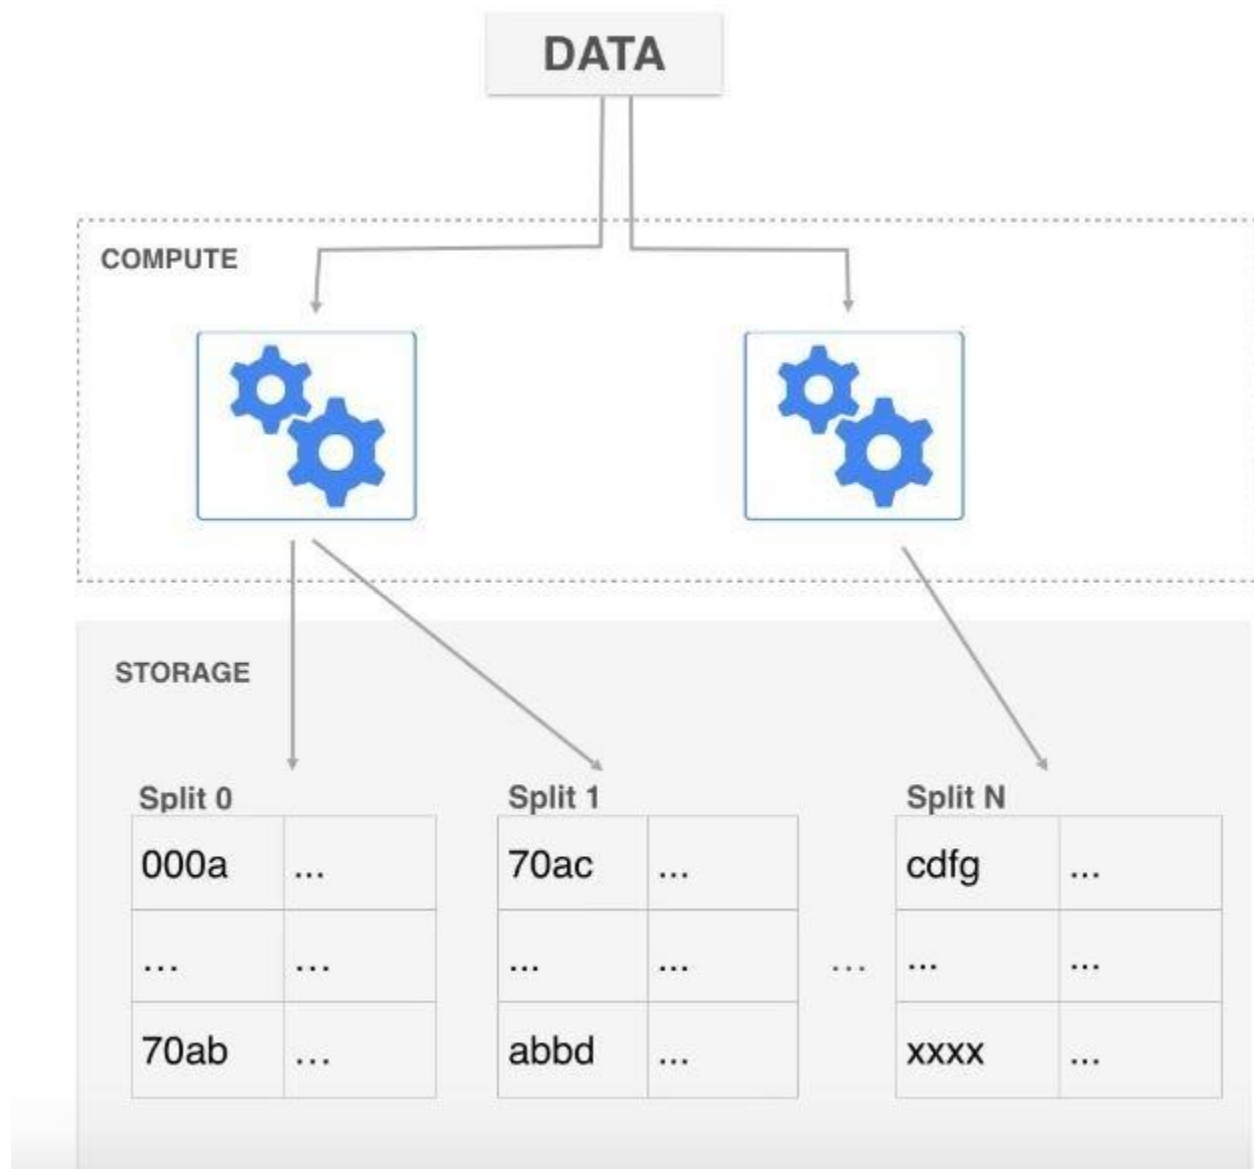 DATA
COMPUTE
STORAGE
Split 0 Split 1 Split N
000a ... 70ac ... cdfg ...
... ... ... ... ... ... ...
70ab ... abbd ... xxxx ...